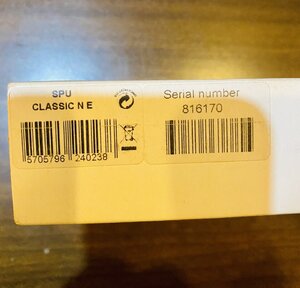 SPU
CLASSIC N E
5705796 240238
Serial number
816170